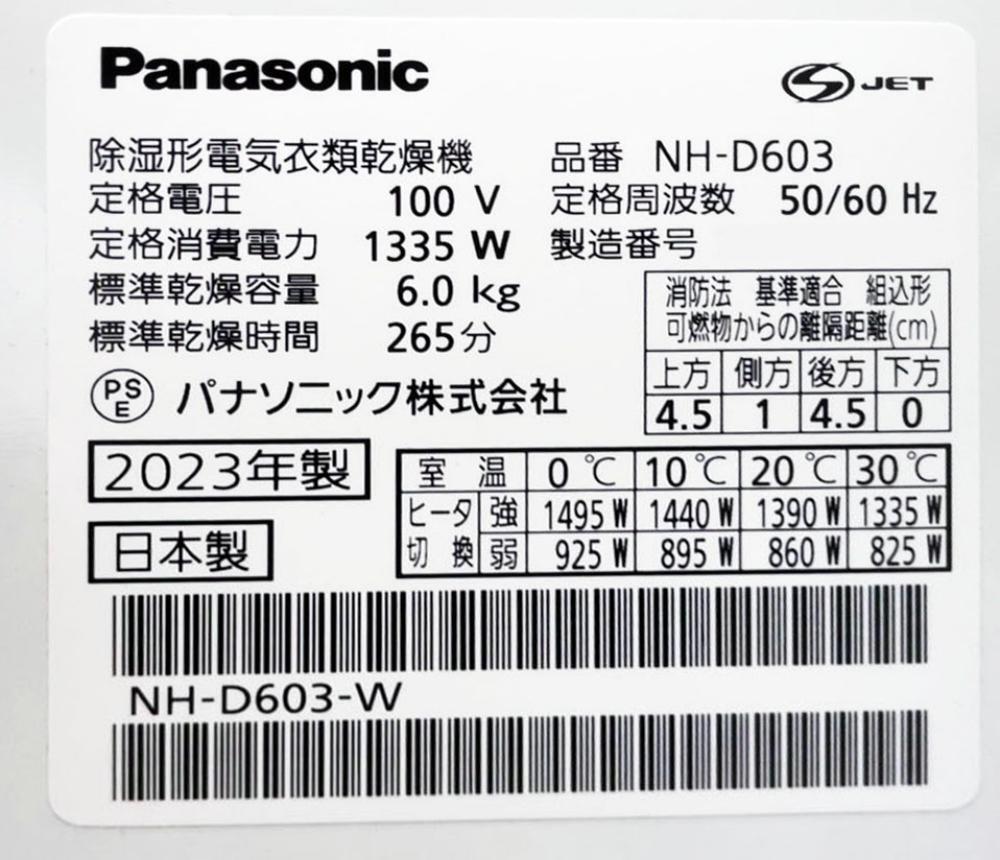 Panasonic
S JET
除湿形電気衣類乾燥機 品番 NH-D603
定格電圧 100 V 定格周波数 50/60 Hz
定格消費電力 1335 W 製造番号
標準乾燥容量 6.0 kg
標準乾燥時間 265分
消防法 基準適合 組込形
可燃物からの離隔距離(cm)
上方 側方 後方 下方
4.5 1 4.5 0
PSE パナソニック株式会社
2023年製
日本製
室温 0℃ 10℃ 20℃ 30℃
ヒータ 強 1495 W 1440 W 1390 W 1335 W
切換 弱 925 W 895 W 860 W 825 W
NH-D603-W